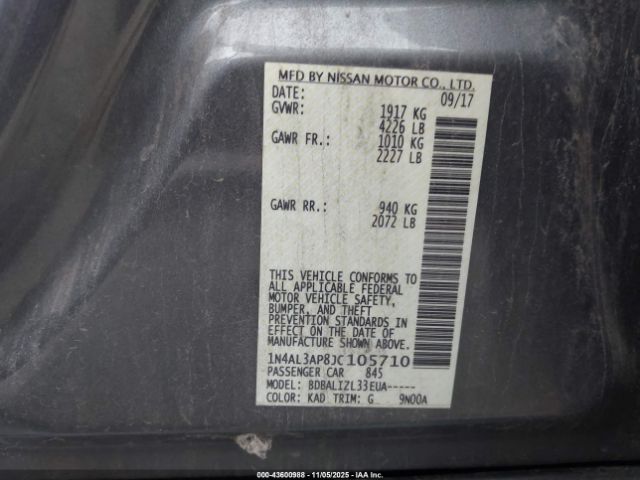 MFD BY NISSAN MOTOR CO., LTD.
DATE: 09/17
GVWR: 1917 KG
4226 LB
GAWR FR.: 1010 KG
2227 LB
GAWR RR.: 940 KG
2072 LB
THIS VEHICLE CONFORMS TO
ALL APPLICABLE FEDERAL
MOTOR VEHICLE SAFETY,
BUMPER, AND THEFT
PREVENTION STANDARDS IN
EFFECT ON THE DATE OF
MANUFACTURE SHOWN ABOVE.
1N4AL3AP8JC105710
PASSENGER CAR 845
MODEL: BDBALIZL33EUA-----
COLOR: KAD TRIM: G 9N00A
000-43600988 - 11/05/2025 - IAA Inc.